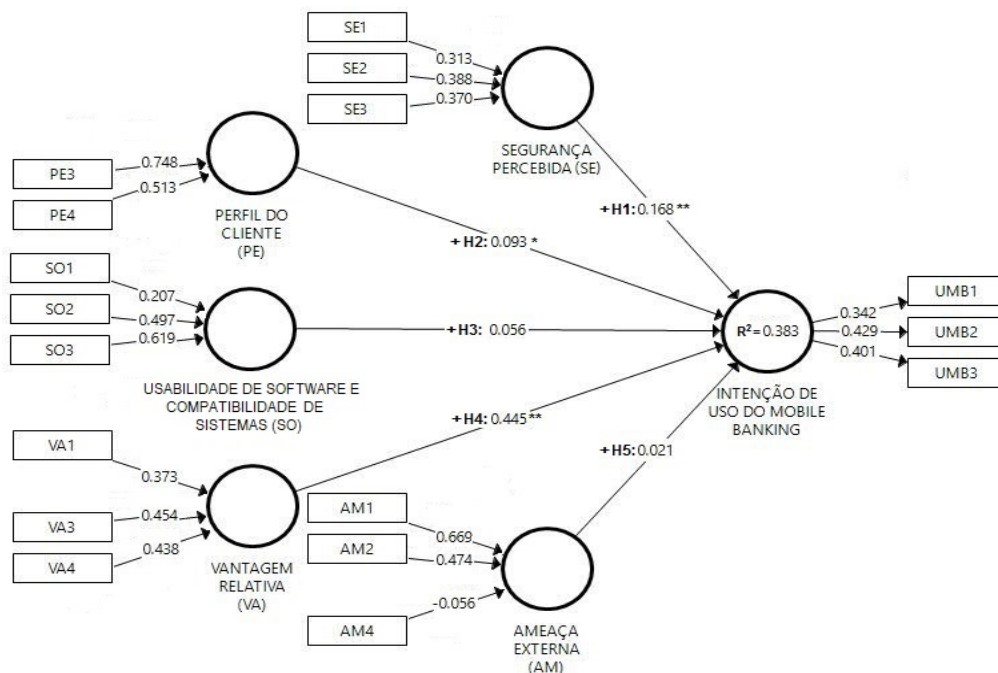 SE1
0.313
SE2
0.388
SE3
0.370
SEGURANÇA
PERCEBIDA (SE)
PE3
0.748
PE4
0.513
PERFIL DO
CLIENTE
(PE)
+H1: 0.168 **
+H2: 0.093 *
SO1
0.207
SO2
0.497
SO3
0.619
USABILIDADE DE SOFTWARE E
COMPATIBILIDADE DE
SISTEMAS (SO)
+H3: 0.056
R² = 0.383
INTENÇÃO DE
USO DO MOBILE
BANKING
0.342
UMB1
0.429
UMB2
0.401
UMB3
+H4: 0.445 **
VA1
0.373
VA3
0.454
VA4
0.438
VANTAGEM
RELATIVA
(VA)
+H5: 0.021
AM1
0.669
AM2
0.474
AM4
-0.056
AMEAÇA
EXTERNA
(AM)